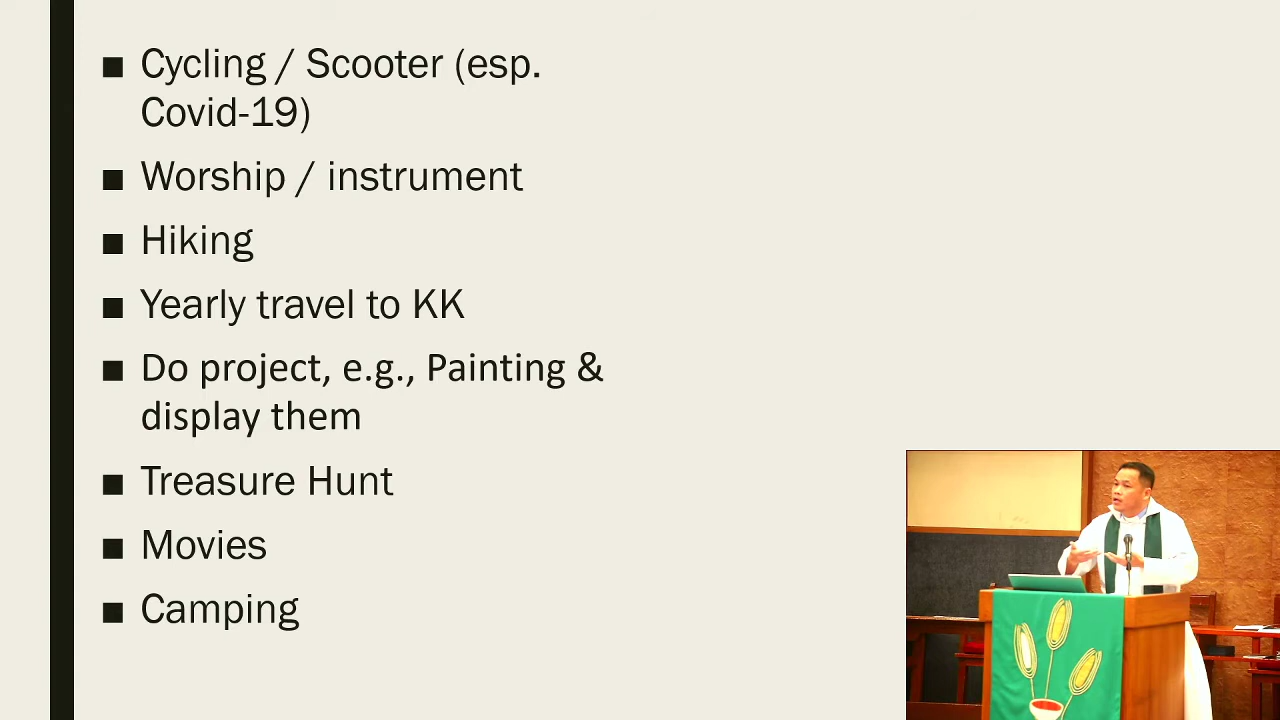 ■ Cycling / Scooter (esp.
Covid-19)
■ Worship / instrument
■ Hiking
■ Yearly travel to KK
■ Do project, e.g., Painting &
display them
■ Treasure Hunt
■ Movies
■ Camping